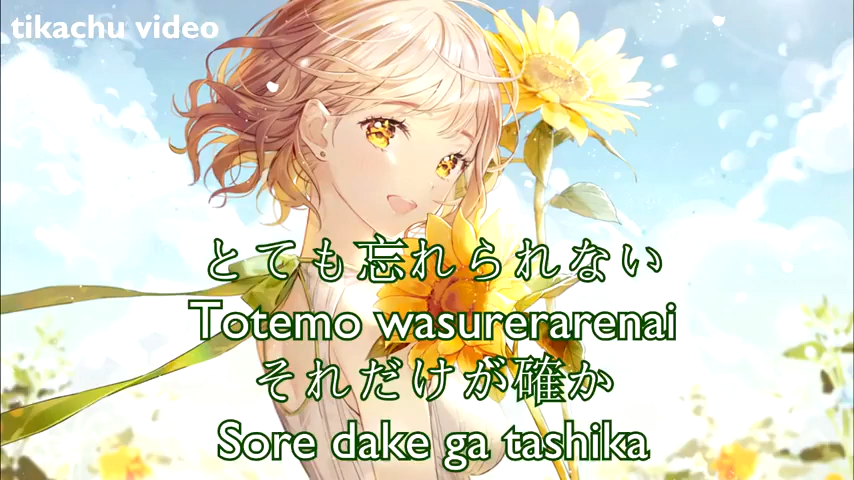 tikachu video
とても忘れられない
Totemo wasurerarenai
それだけが確か
Sore dake ga tashika